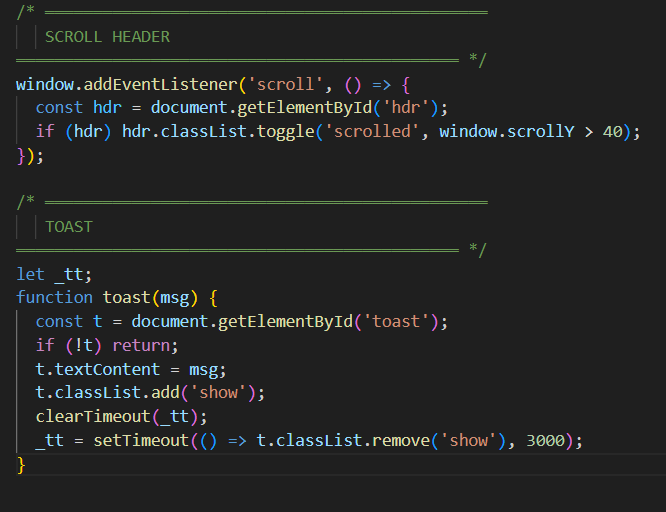 /* ══════════════════════════════════════════════
SCROLL HEADER
══════════════════════════════════════════════ */
window.addEventListener('scroll', () => {
const hdr = document.getElementById('hdr');
if (hdr) hdr.classList.toggle('scrolled', window.scrollY > 40);
});
/* ══════════════════════════════════════════════
TOAST
══════════════════════════════════════════════ */
let _tt;
function toast(msg) {
const t = document.getElementById('toast');
if (!t) return;
t.textContent = msg;
t.classList.add('show');
clearTimeout(_tt);
_tt = setTimeout(() => t.classList.remove('show'), 3000);
}